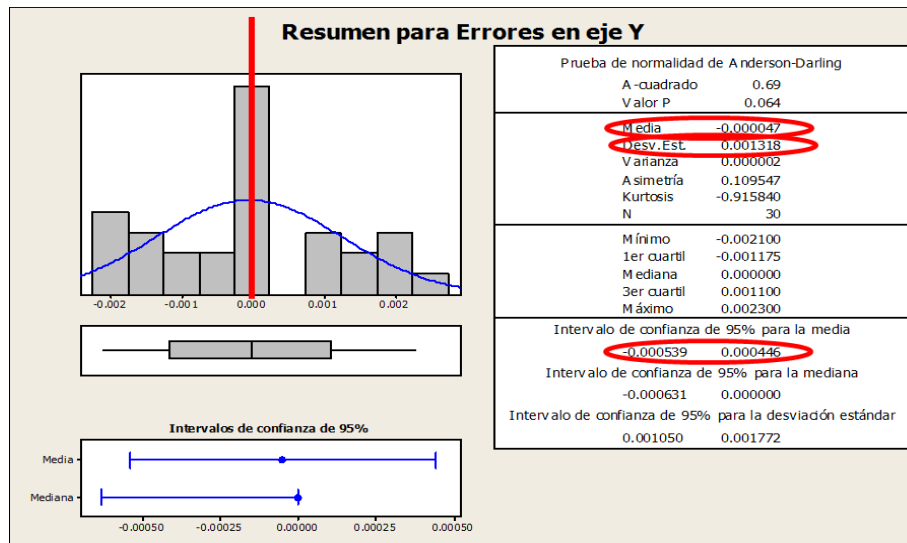 Resumen para Errores en eje Y
-0.002 -0.001 0.000 0.001 0.002
Intervalos de confianza de 95%
Media
Mediana
-0.00050 -0.00025 0.00000 0.00025 0.00050
Prueba de normalidad de Anderson-Darling
A-cuadrado 0.69
Valor P 0.064
Media -0.000047
Desv.Est. 0.001318
Varianza 0.000002
Asimetría 0.109547
Kurtosis -0.915840
N 30
Mínimo -0.002100
1er cuartil -0.001175
Mediana 0.000000
3er cuartil 0.001100
Máximo 0.002300
Intervalo de confianza de 95% para la media
-0.000539 0.000446
Intervalo de confianza de 95% para la mediana
-0.000631 0.000000
Intervalo de confianza de 95% para la desviación estándar
0.001050 0.001772